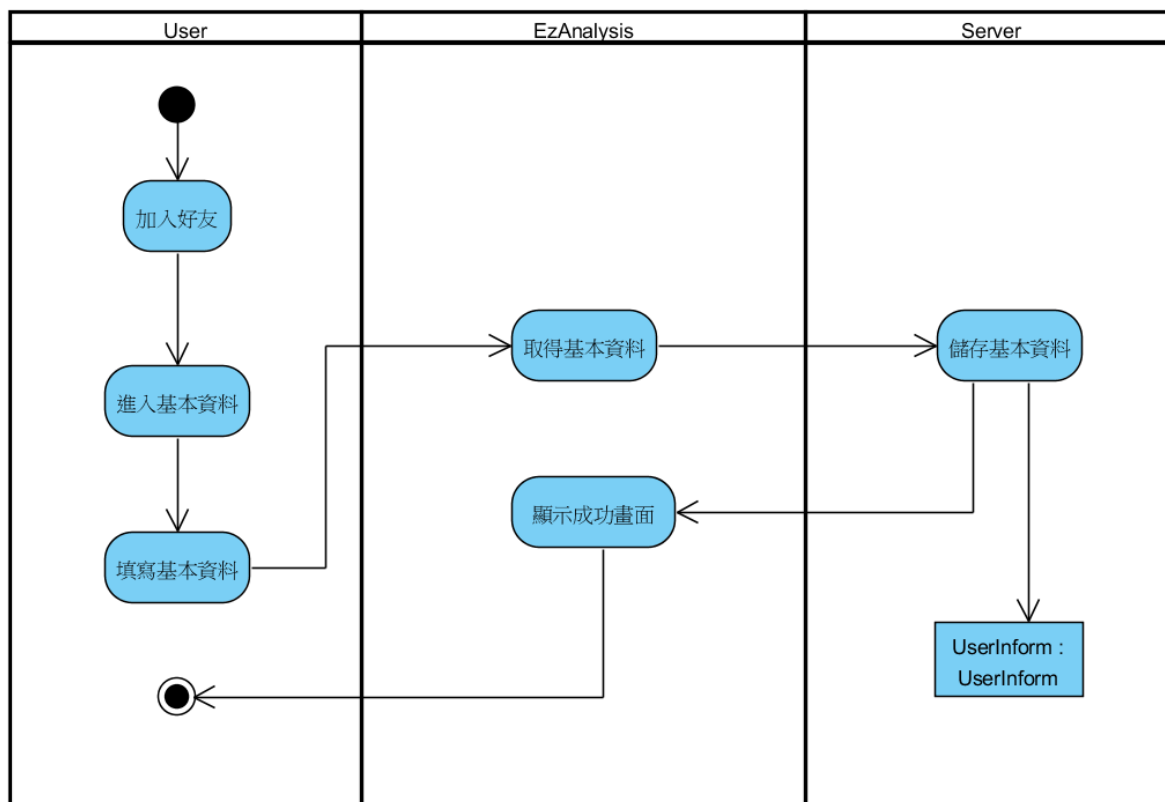 User
EzAnalysis
Server
加入好友
進入基本資料
填寫基本資料
取得基本資料
儲存基本資料
顯示成功畫面
UserInform :
UserInform